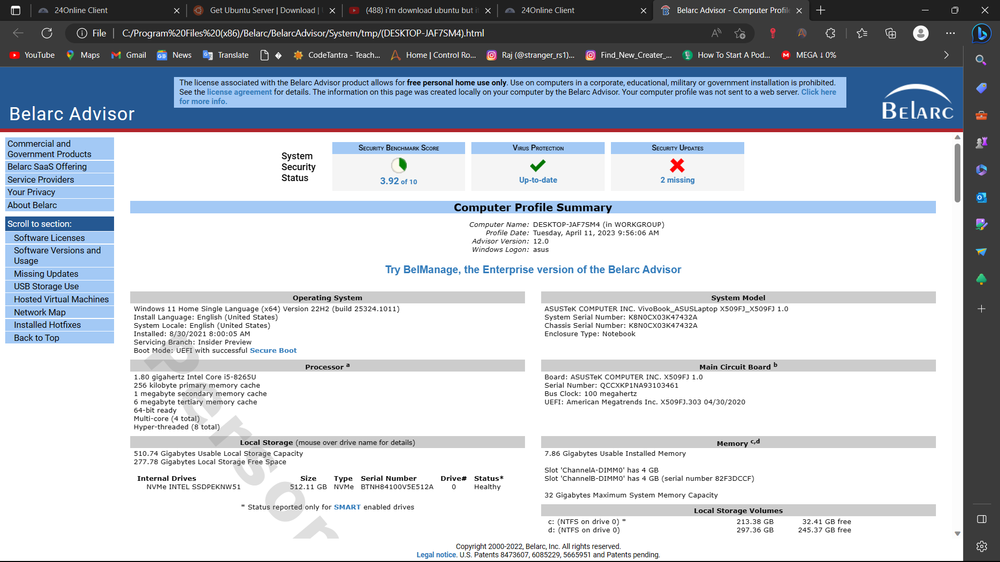 24Online Client
Get Ubuntu Server | Download |
(488) i'm download ubuntu but i
24Online Client
Belarc Advisor - Computer Profile
File
C:/Program%20Files%20(x86)/Belarc/BelarcAdvisor/System/tmp/(DESKTOP-JAF7SM4).html
YouTube
Maps
Gmail
News
Translate
CodeTantra - Teach...
Home | Control Ro...
Raj (@stranger_rs1)...
Find_New_Creater_...
How To Start A Pod...
MEGA ↓ 0%
The license associated with the Belarc Advisor product allows for free personal home use only. Use on computers in a corporate, educational, military or government installation is prohibited.
See the license agreement for details. The information on this page was created locally on your computer by the Belarc Advisor. Your computer profile was not sent to a web server. Click here
for more info.
Belarc Advisor
BELARC
Commercial and
Government Products
Belarc SaaS Offering
Service Providers
Your Privacy
About Belarc
Scroll to section:
Software Licenses
Software Versions and
Usage
Missing Updates
USB Storage Use
Hosted Virtual Machines
Network Map
Installed Hotfixes
Back to Top
System
Security
Status
Security Benchmark Score
3.92 of 10
Virus Protection
Up-to-date
Security Updates
2 missing
Computer Profile Summary
Computer Name: DESKTOP-JAF7SM4 (in WORKGROUP)
Profile Date: Tuesday, April 11, 2023 9:56:06 AM
Advisor Version: 12.0
Windows Logon: asus
Try BelManage, the Enterprise version of the Belarc Advisor
Operating System
Windows 11 Home Single Language (x64) Version 22H2 (build 25324.1011)
Install Language: English (United States)
System Locale: English (United States)
Installed: 8/30/2021 8:00:05 AM
Servicing Branch: Insider Preview
Boot Mode: UEFI with successful Secure Boot
System Model
ASUSTeK COMPUTER INC. VivoBook_ASUSLaptop X509FJ_X509FJ 1.0
System Serial Number: K8N0CX03K47432A
Chassis Serial Number: K8N0CX03K47432A
Enclosure Type: Notebook
Processor a
1.80 gigahertz Intel Core i5-8265U
256 kilobyte primary memory cache
1 megabyte secondary memory cache
6 megabyte tertiary memory cache
64-bit ready
Multi-core (4 total)
Hyper-threaded (8 total)
Main Circuit Board b
Board: ASUSTeK COMPUTER INC. X509FJ 1.0
Serial Number: QCCXKP1NA93103461
Bus Clock: 100 megahertz
UEFI: American Megatrends Inc. X509FJ.303 04/30/2020
Local Storage (mouse over drive name for details)
510.74 Gigabytes Usable Local Storage Capacity
277.78 Gigabytes Local Storage Free Space
Internal Drives Size Type Serial Number Drive# Status*
NVMe INTEL SSDPEKNW51 512.11 GB NVMe BTNH84100V5E512A 0 Healthy
* Status reported only for SMART enabled drives
Memory c,d
7.86 Gigabytes Usable Installed Memory
Slot 'ChannelA-DIMM0' has 4 GB
Slot 'ChannelB-DIMM0' has 4 GB (serial number 82F3DCCF)
32 Gigabytes Maximum System Memory Capacity
Local Storage Volumes
c: (NTFS on drive 0) * 213.38 GB 32.41 GB free
d: (NTFS on drive 0) 297.36 GB 245.37 GB free
Person
Copyright 2000-2022, Belarc, Inc. All rights reserved.
Legal notice. U.S. Patents 8473607, 6085229, 5665951 and Patents pending.